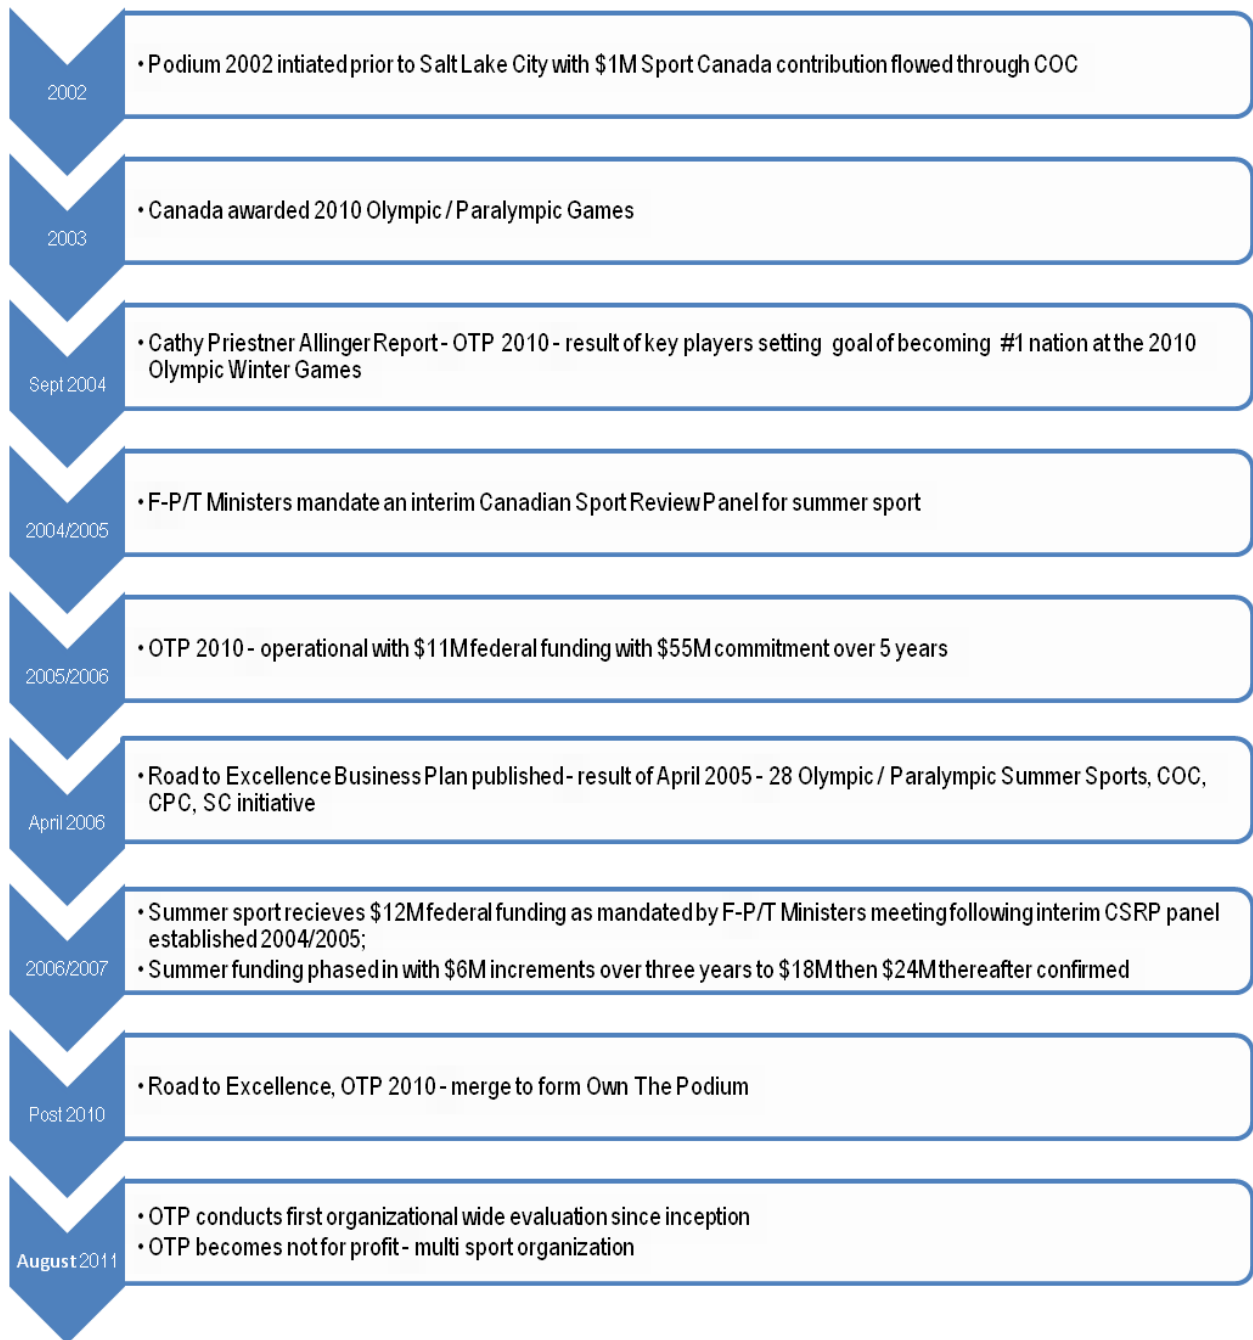 2002
• Podium 2002 intiated prior to Salt Lake City with $1M Sport Canada contribution flowed through COC
2003
• Canada awarded 2010 Olympic / Paralympic Games
Sept 2004
• Cathy Priestner Allinger Report - OTP 2010 - result of key players setting goal of becoming #1 nation at the 2010
Olympic Winter Games
2004/2005
• F-P/T Ministers mandate an interim Canadian Sport Review Panel for summer sport
2005/2006
• OTP 2010 - operational with $11M federal funding with $55M commitment over 5 years
April 2006
• Road to Excellence Business Plan published - result of April 2005 - 28 Olympic / Paralympic Summer Sports, COC,
CPC, SC initiative
2006/2007
• Summer sport recieves $12M federal funding as mandated by F-P/T Ministers meeting following interim CSRP panel
established 2004/2005;
• Summer funding phased in with $6M increments over three years to $18M then $24M thereafter confirmed
Post 2010
• Road to Excellence, OTP 2010 - merge to form Own The Podium
August 2011
• OTP conducts first organizational wide evaluation since inception
• OTP becomes not for profit - multi sport organization